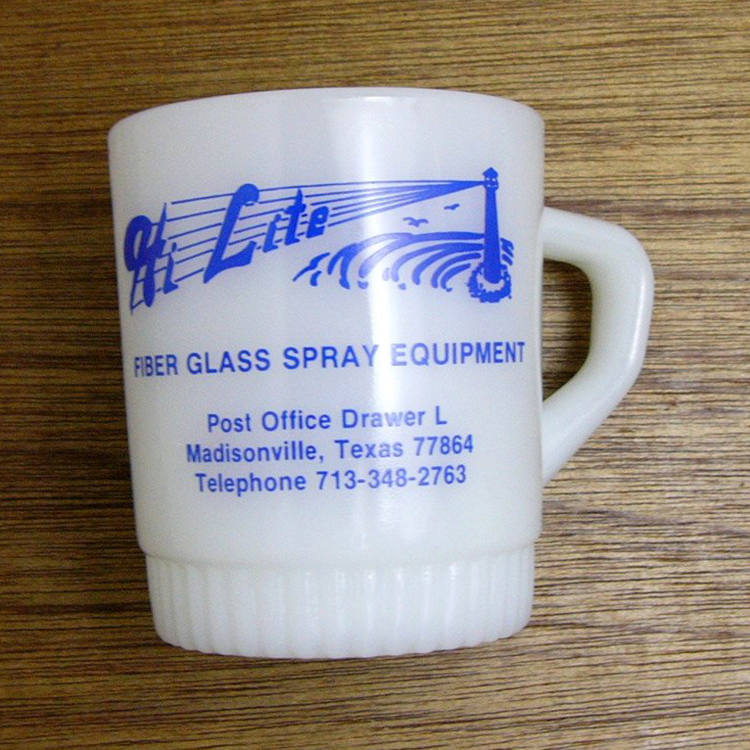 Hi Lite
FIBER GLASS SPRAY EQUIPMENT
Post Office Drawer L
Madisonville, Texas 77864
Telephone 713-348-2763